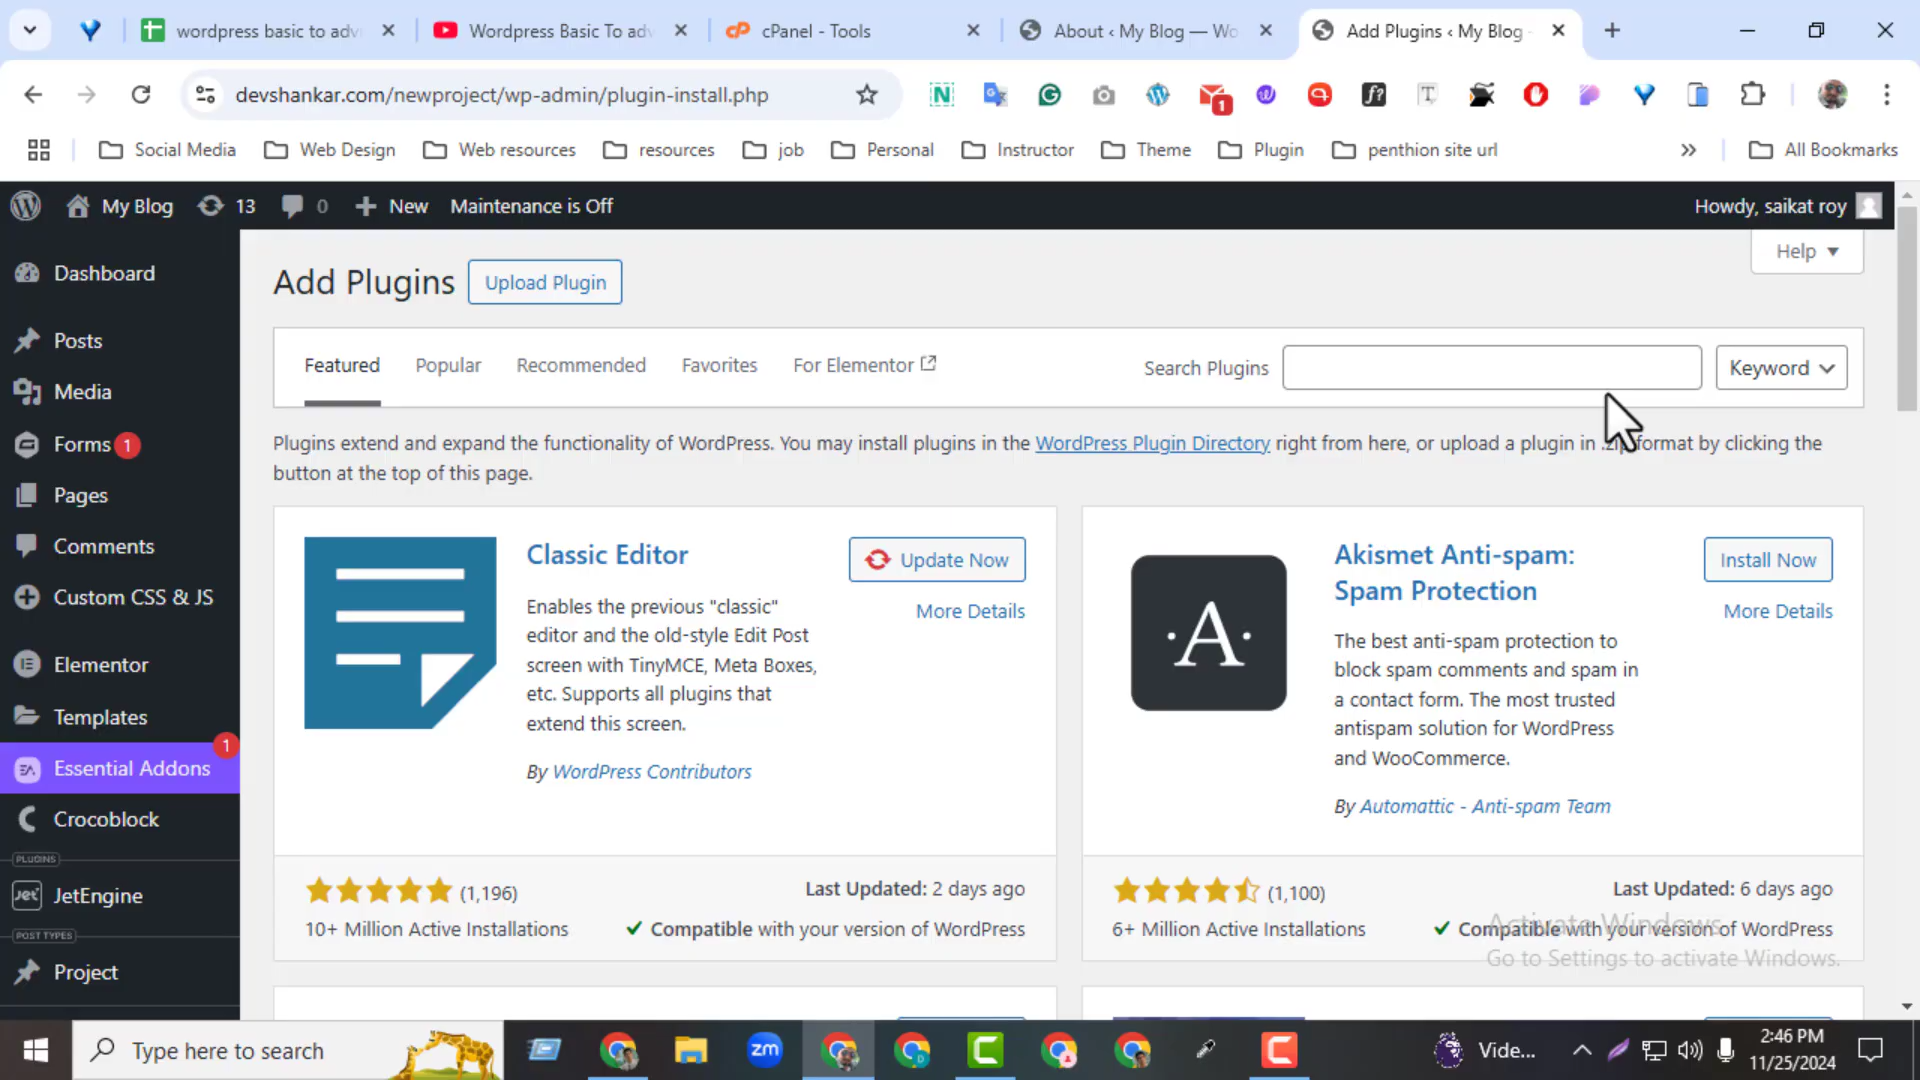 wordpress basic to adv
Wordpress Basic To adv
cPanel - Tools
About ‹ My Blog — Wo
Add Plugins ‹ My Blog -
devshankar.com/newproject/wp-admin/plugin-install.php
1
Social Media
Web Design
Web resources
resources
job
Personal
Instructor
Theme
Plugin
penthion site url
All Bookmarks
My Blog
13
0
New
Maintenance is Off
Howdy, saikat roy
Help
Dashboard
Posts
Media
Forms 1
Pages
Comments
Custom CSS & JS
Elementor
Templates
Essential Addons 1
Crocoblock
PLUGINS
JetEngine
POST TYPES
Project
Add Plugins
Upload Plugin
Featured
Popular
Recommended
Favorites
For Elementor
Search Plugins
Keyword
Plugins extend and expand the functionality of WordPress. You may install plugins in the WordPress Plugin Directory right from here, or upload a plugin in .zip format by clicking the
button at the top of this page.
Classic Editor
Update Now
More Details
Enables the previous "classic"
editor and the old-style Edit Post
screen with TinyMCE, Meta Boxes,
etc. Supports all plugins that
extend this screen.
By WordPress Contributors
(1,196)
Last Updated: 2 days ago
10+ Million Active Installations
Compatible with your version of WordPress
A
Akismet Anti-spam:
Spam Protection
Install Now
More Details
The best anti-spam protection to
block spam comments and spam in
a contact form. The most trusted
antispam solution for WordPress
and WooCommerce.
By Automattic - Anti-spam Team
(1,100)
Last Updated: 6 days ago
6+ Million Active Installations
Compatible with your version of WordPress
Activate Windows
Go to Settings to activate Windows.
Type here to search
zm
Vide...
2:46 PM
11/25/2024